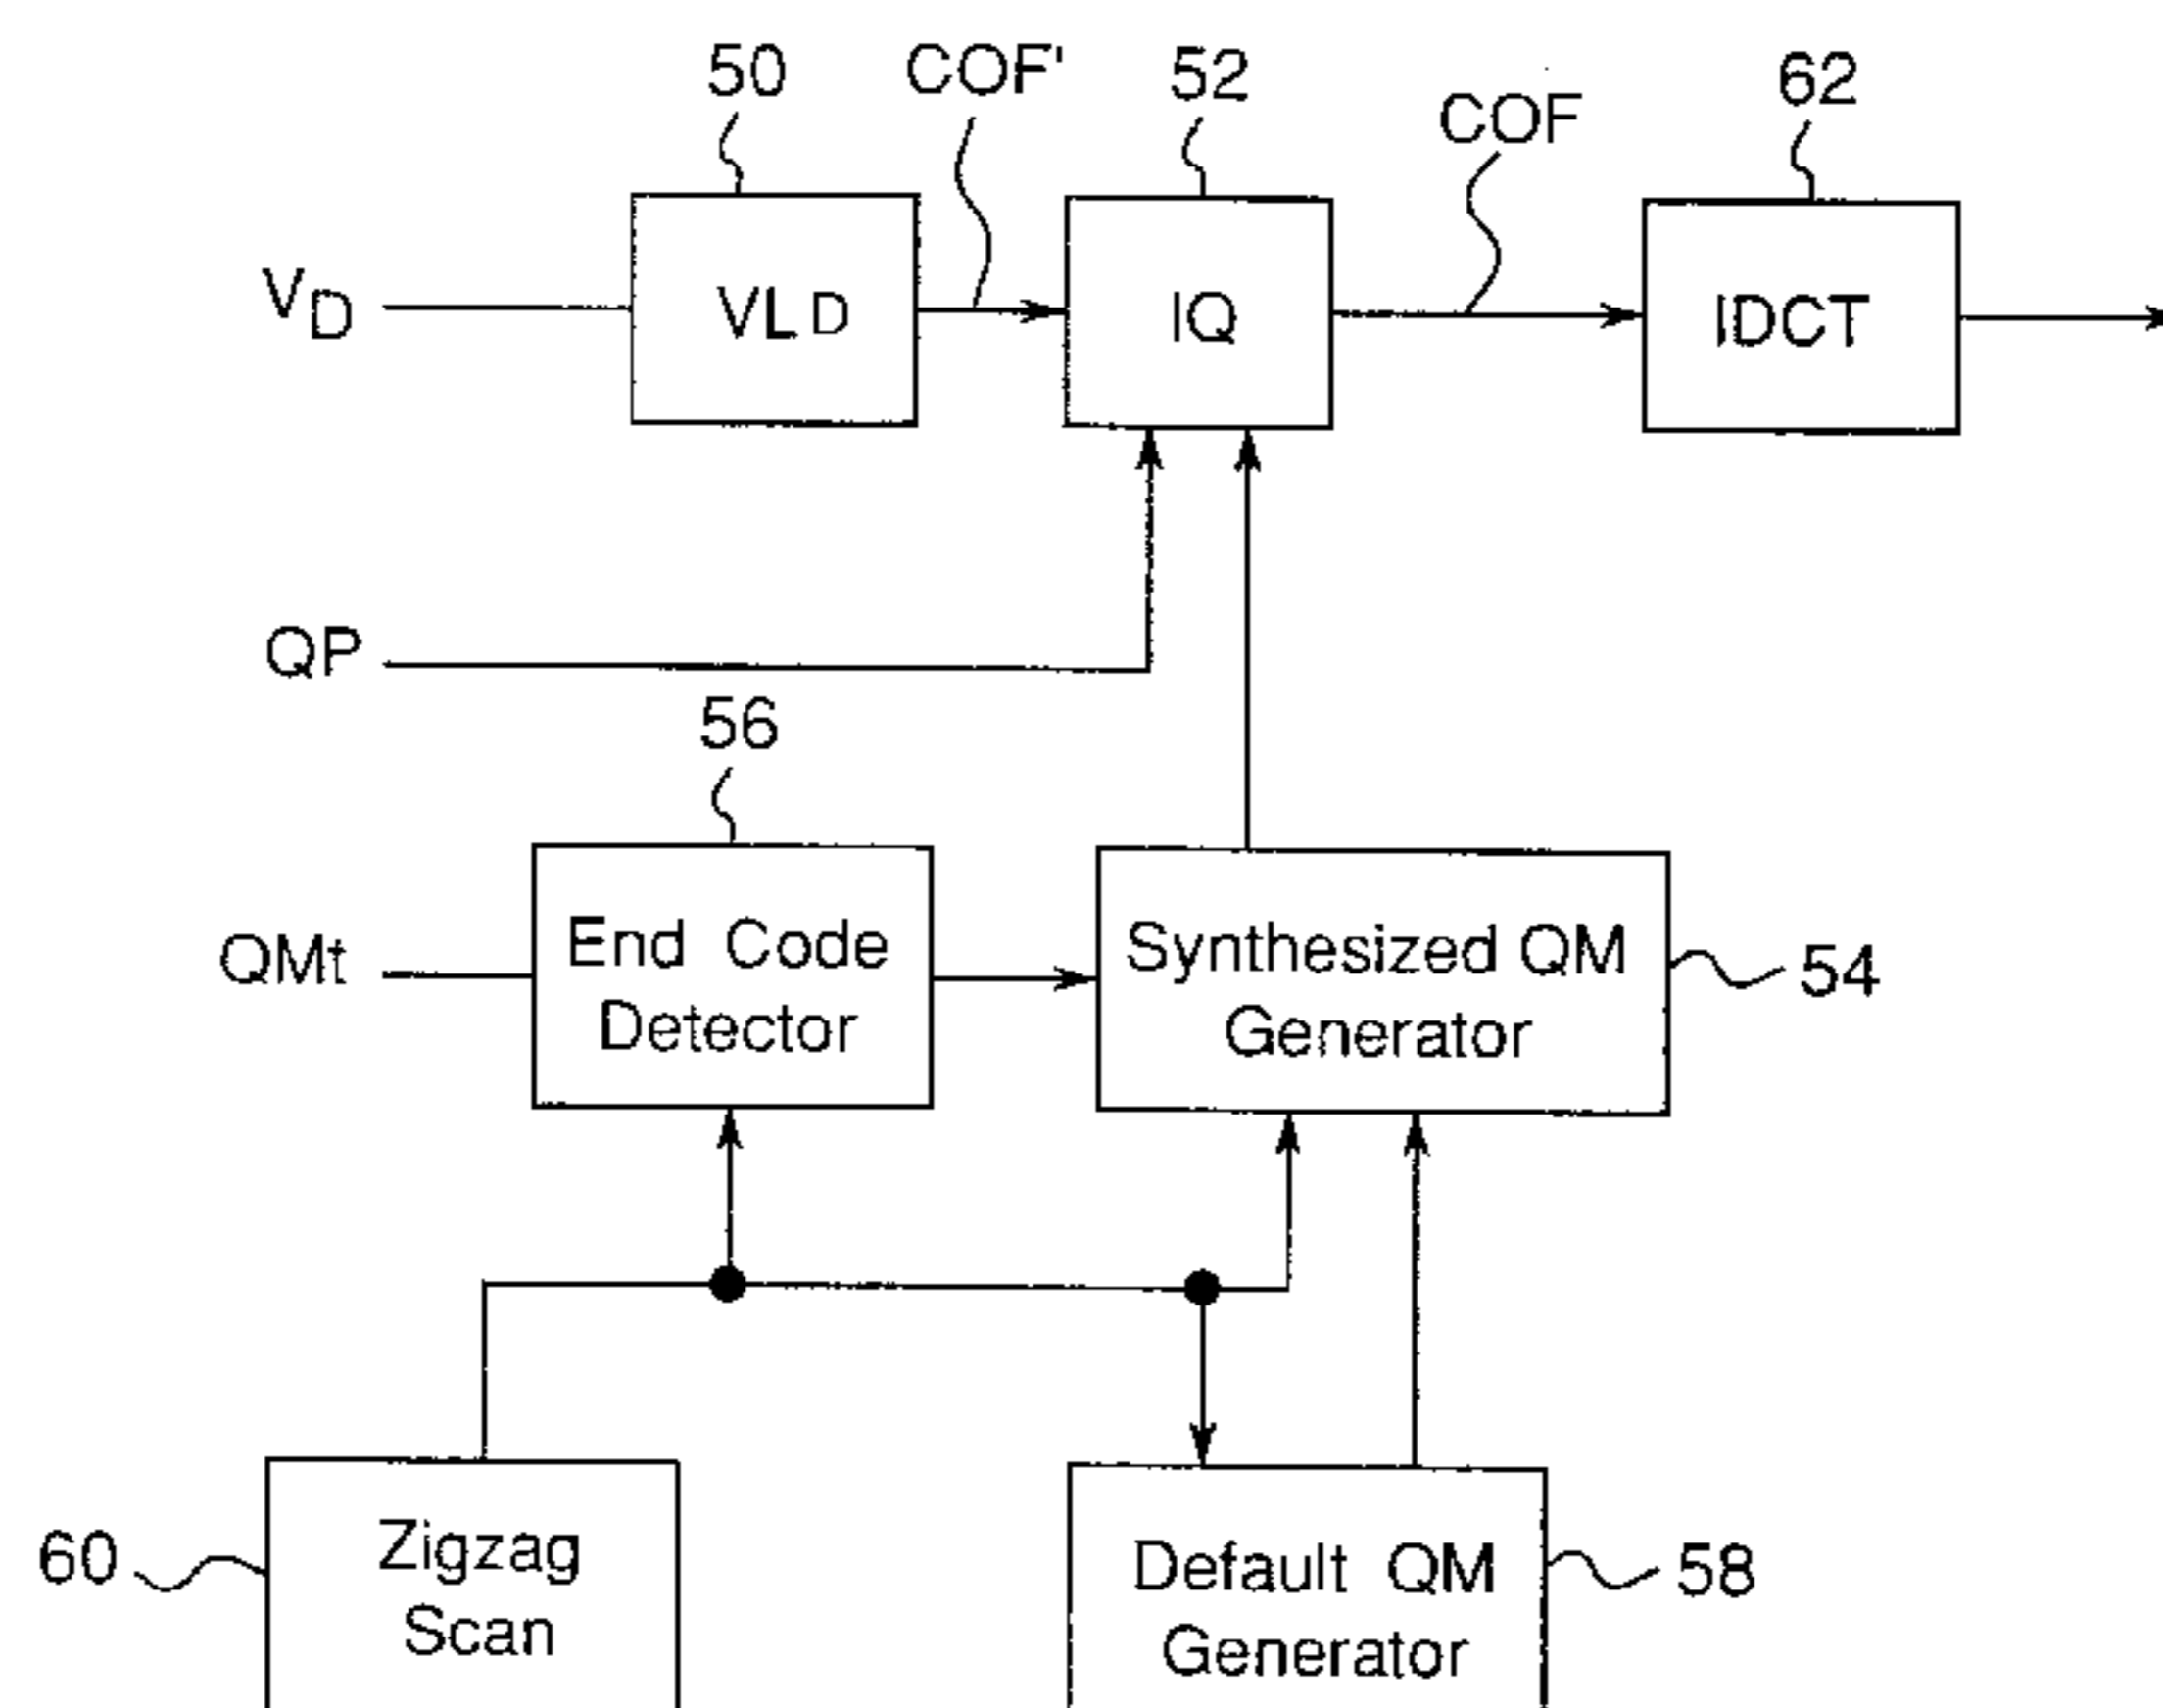 50 COF' 52 COF 62
VD VLD IQ IDCT
QP
56
QMt End Code Detector Synthesized QM Generator 54
60 Zigzag Scan Default QM Generator 58